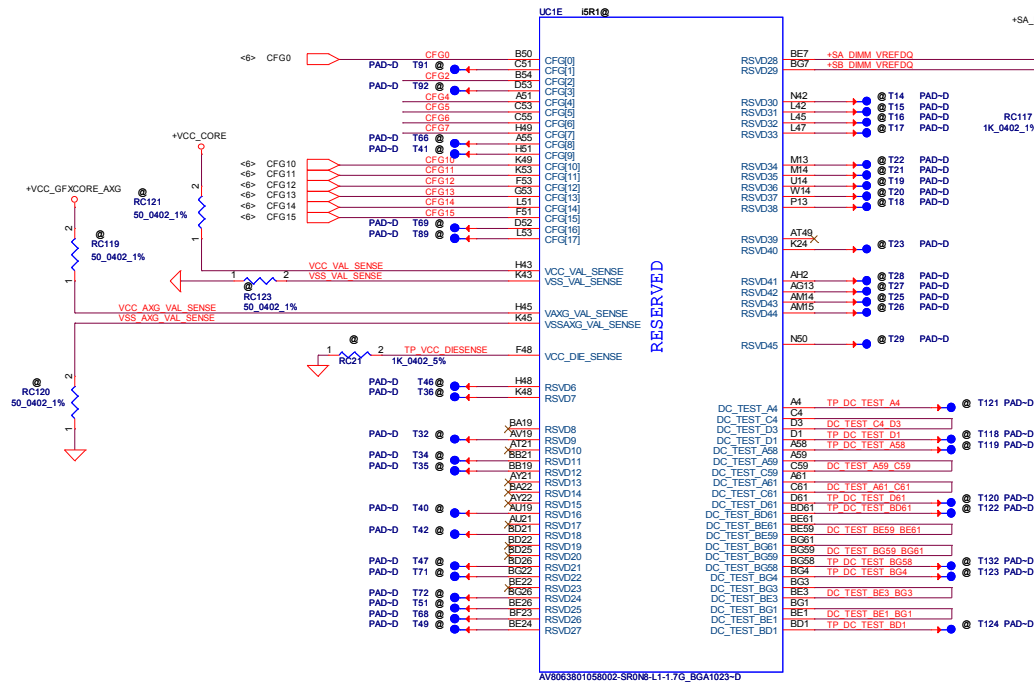 UC1E i5R1@
+SA_
<6> CFG0 CFG0 B50 CFG[0]
PAD~D T91 @ C51 CFG[1]
CFG2 B54 CFG[2]
PAD~D T92 @ D53 CFG[3]
CFG4 A51 CFG[4]
CFG5 C53 CFG[5]
CFG6 C55 CFG[6]
CFG7 H49 CFG[7]
PAD~D T66 @ A55 CFG[8]
PAD~D T41 @ H51 CFG[9]
<6> CFG10 CFG10 K49 CFG[10]
<6> CFG11 CFG11 K53 CFG[11]
<6> CFG12 CFG12 F53 CFG[12]
<6> CFG13 CFG13 G53 CFG[13]
<6> CFG14 CFG14 L51 CFG[14]
<6> CFG15 CFG15 F51 CFG[15]
PAD~D T69 @ D52 CFG[16]
PAD~D T89 @ L53 CFG[17]
+VCC_CORE
+VCC_GFXCORE_AXG
@
RC121
50_0402_1%
2
1
@
RC119
50_0402_1%
2
1
VCC_VAL_SENSE H43 VCC_VAL_SENSE
1 2 VSS_VAL_SENSE K43 VSS_VAL_SENSE
@
RC123
50_0402_1%
VCC_AXG_VAL_SENSE H45 VAXG_VAL_SENSE
VSS_AXG_VAL_SENSE K45 VSSAXG_VAL_SENSE
@
1 2 TP_VCC_DIESENSE F48 VCC_DIE_SENSE
RC21 1K_0402_5%
@
RC120
50_0402_1%
2
1
PAD~D T46 @ H48 RSVD6
PAD~D T36 @ K48 RSVD7
BA19 RSVD8
PAD~D T32 @ AV19 RSVD9
AT21 RSVD10
PAD~D T34 @ BB21 RSVD11
PAD~D T35 @ BB19 RSVD12
AY21 RSVD13
BA22 RSVD14
AY22 RSVD15
PAD~D T40 @ AU19 RSVD16
AU21 RSVD17
PAD~D T42 @ BD21 RSVD18
BD22 RSVD19
BD25 RSVD20
PAD~D T47 @ BD26 RSVD21
PAD~D T71 @ BG22 RSVD22
BE22 RSVD23
PAD~D T72 @ BG26 RSVD24
PAD~D T51 @ BE26 RSVD25
PAD~D T68 @ BF23 RSVD26
PAD~D T49 @ BE24 RSVD27
RESERVED
RSVD28 BE7 +SA_DIMM_VREFDQ
RSVD29 BG7 +SB_DIMM_VREFDQ
RSVD30 N42 @ T14 PAD~D
RSVD31 L42 @ T15 PAD~D
RSVD32 L45 @ T16 PAD~D
RSVD33 L47 @ T17 PAD~D
RC117
1K_0402_1%
RSVD34 M13 @ T22 PAD~D
RSVD35 M14 @ T21 PAD~D
RSVD36 U14 @ T19 PAD~D
RSVD37 W14 @ T20 PAD~D
RSVD38 P13 @ T18 PAD~D
RSVD39 AT49
RSVD40 K24 @ T23 PAD~D
RSVD41 AH2 @ T28 PAD~D
RSVD42 AG13 @ T27 PAD~D
RSVD43 AM14 @ T25 PAD~D
RSVD44 AM15 @ T26 PAD~D
RSVD45 N50 @ T29 PAD~D
DC_TEST_A4 A4 TP_DC_TEST_A4 @ T121 PAD~D
DC_TEST_C4 C4
DC_TEST_D3 D3 DC_TEST_C4_D3
DC_TEST_D1 D1 TP_DC_TEST_D1 @ T118 PAD~D
DC_TEST_A58 A58 TP_DC_TEST_A58 @ T119 PAD~D
DC_TEST_A59 A59
DC_TEST_C59 C59 DC_TEST_A59_C59
DC_TEST_A61 A61
DC_TEST_C61 C61 DC_TEST_A61_C61
DC_TEST_D61 D61 TP_DC_TEST_D61 @ T120 PAD~D
DC_TEST_BD61 BD61 TP_DC_TEST_BD61 @ T122 PAD~D
DC_TEST_BE61 BE61
DC_TEST_BE59 BE59 DC_TEST_BE59_BE61
DC_TEST_BG61 BG61
DC_TEST_BG59 BG59 DC_TEST_BG59_BG61
DC_TEST_BG58 BG58 TP_DC_TEST_BG58 @ T132 PAD~D
DC_TEST_BG4 BG4 TP_DC_TEST_BG4 @ T123 PAD~D
DC_TEST_BG3 BG3
DC_TEST_BE3 BE3 DC_TEST_BE3_BG3
DC_TEST_BG1 BG1
DC_TEST_BE1 BE1 DC_TEST_BE1_BG1
DC_TEST_BD1 BD1 TP_DC_TEST_BD1 @ T124 PAD~D
AV8063801058002-SR0N8-L1-1.7G_BGA1023~D